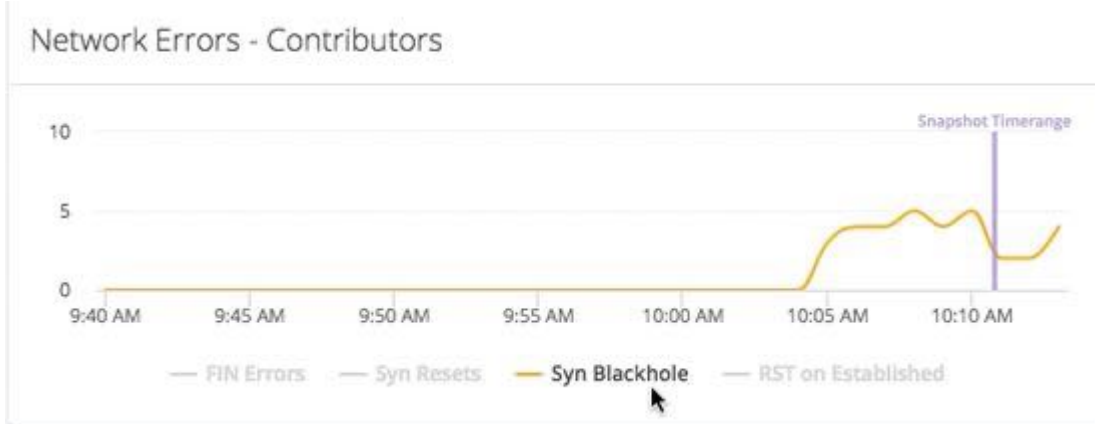 Network Errors - Contributors
Snapshot Timerange
10
5
0
9:40 AM 9:45 AM 9:50 AM 9:55 AM 10:00 AM 10:05 AM 10:10 AM
FIN Errors Syn Resets Syn Blackhole RST on Established